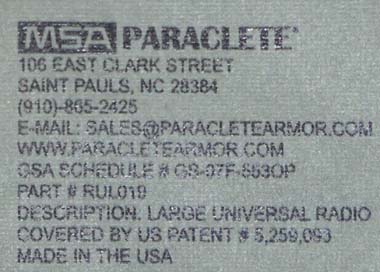 MSA PARACLETE
106 EAST CLARK STREET
SAINT PAULS, NC 28384
(910)-865-2425
E-MAIL: SALES@PARACLETEARMOR.COM
WWW.PARACLETEARMOR.COM
GSA SCHEDULE # GS-07F-553OP
PART # RUL019
DESCRIPTION: LARGE UNIVERSAL RADIO
COVERED BY US PATENT # 5,259,093
MADE IN THE USA